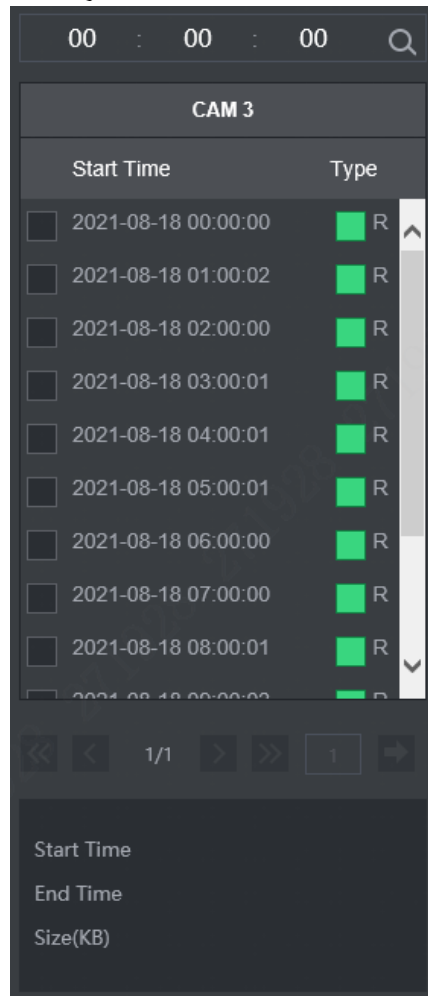 00 : 00 : 00
CAM 3
Start Time Type
2021-08-18 00:00:00 R
2021-08-18 01:00:02 R
2021-08-18 02:00:00 R
2021-08-18 03:00:01 R
2021-08-18 04:00:01 R
2021-08-18 05:00:01 R
2021-08-18 06:00:00 R
2021-08-18 07:00:00 R
2021-08-18 08:00:01 R
1/1 1
Start Time
End Time
Size(KB)